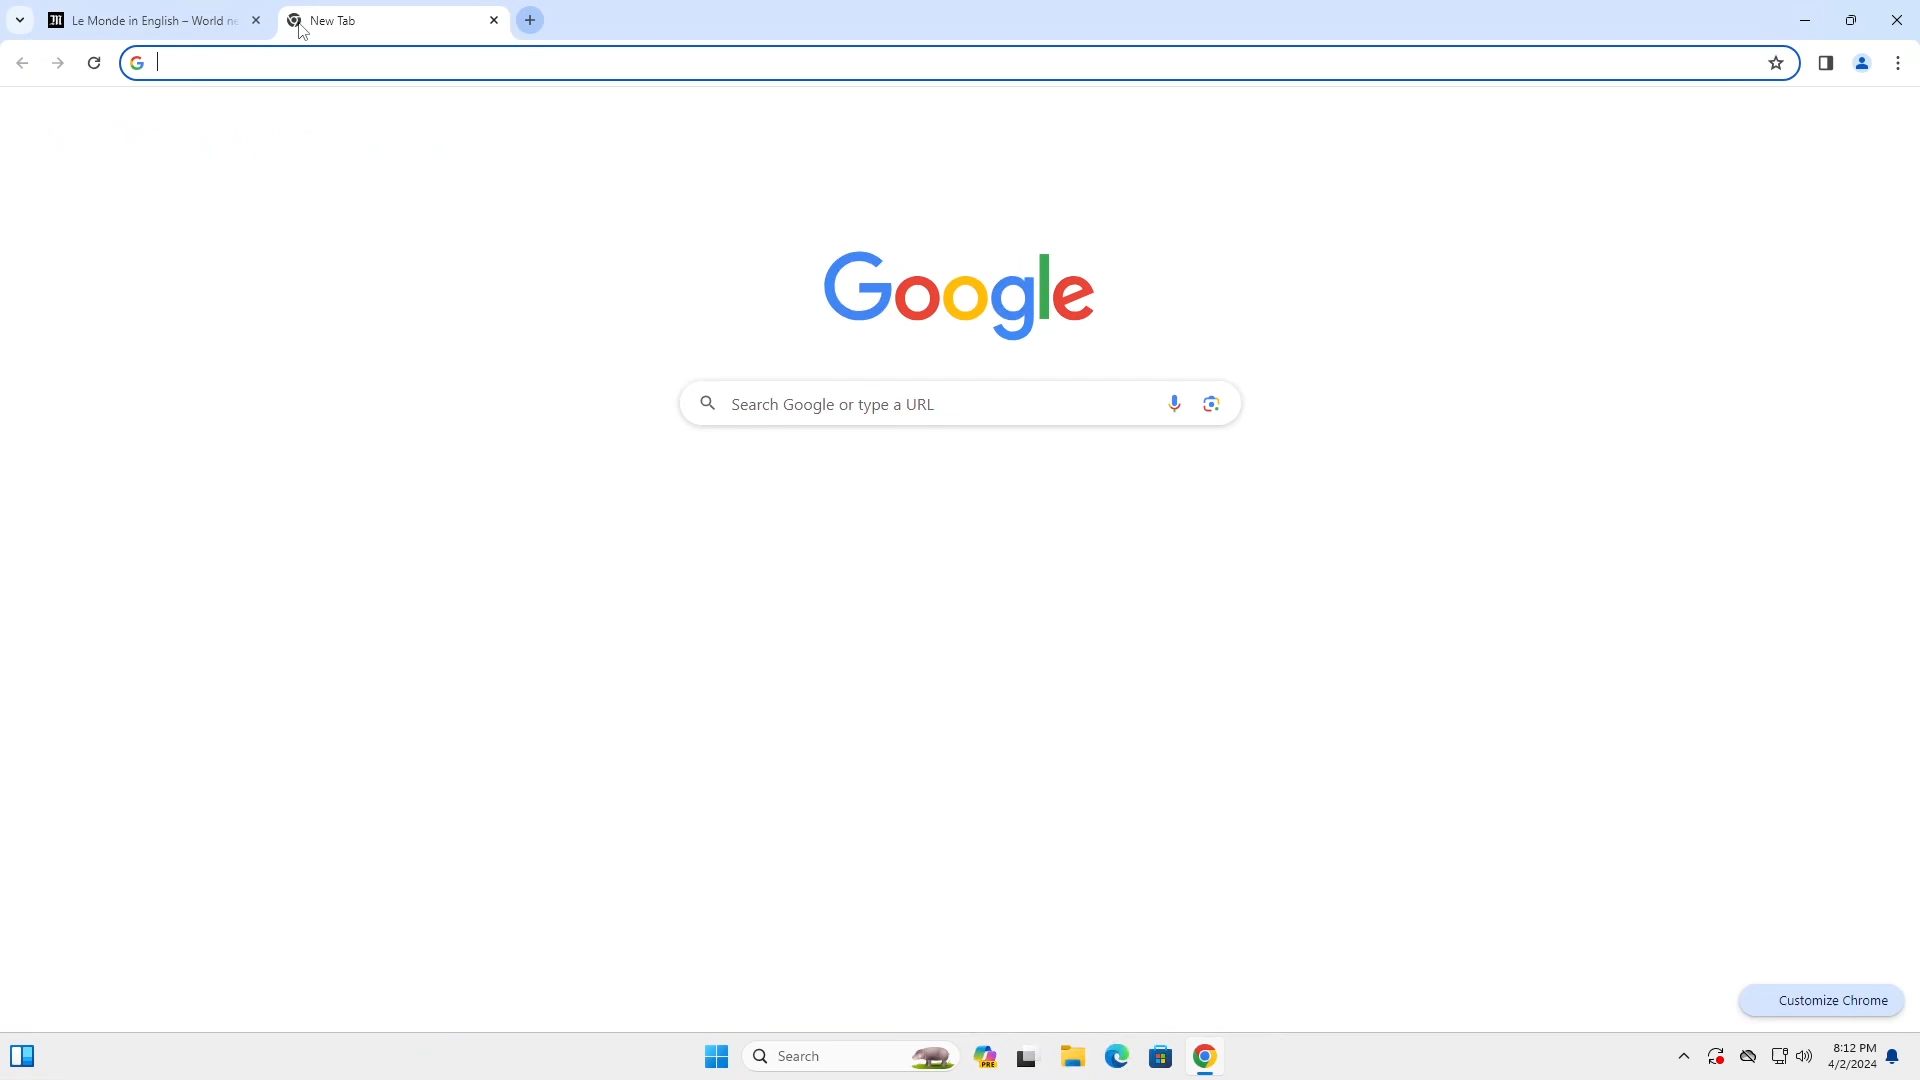 Le Monde in English – World ne
New Tab
Google
Search Google or type a URL
Customize Chrome
Search
PRE
8:12 PM
4/2/2024